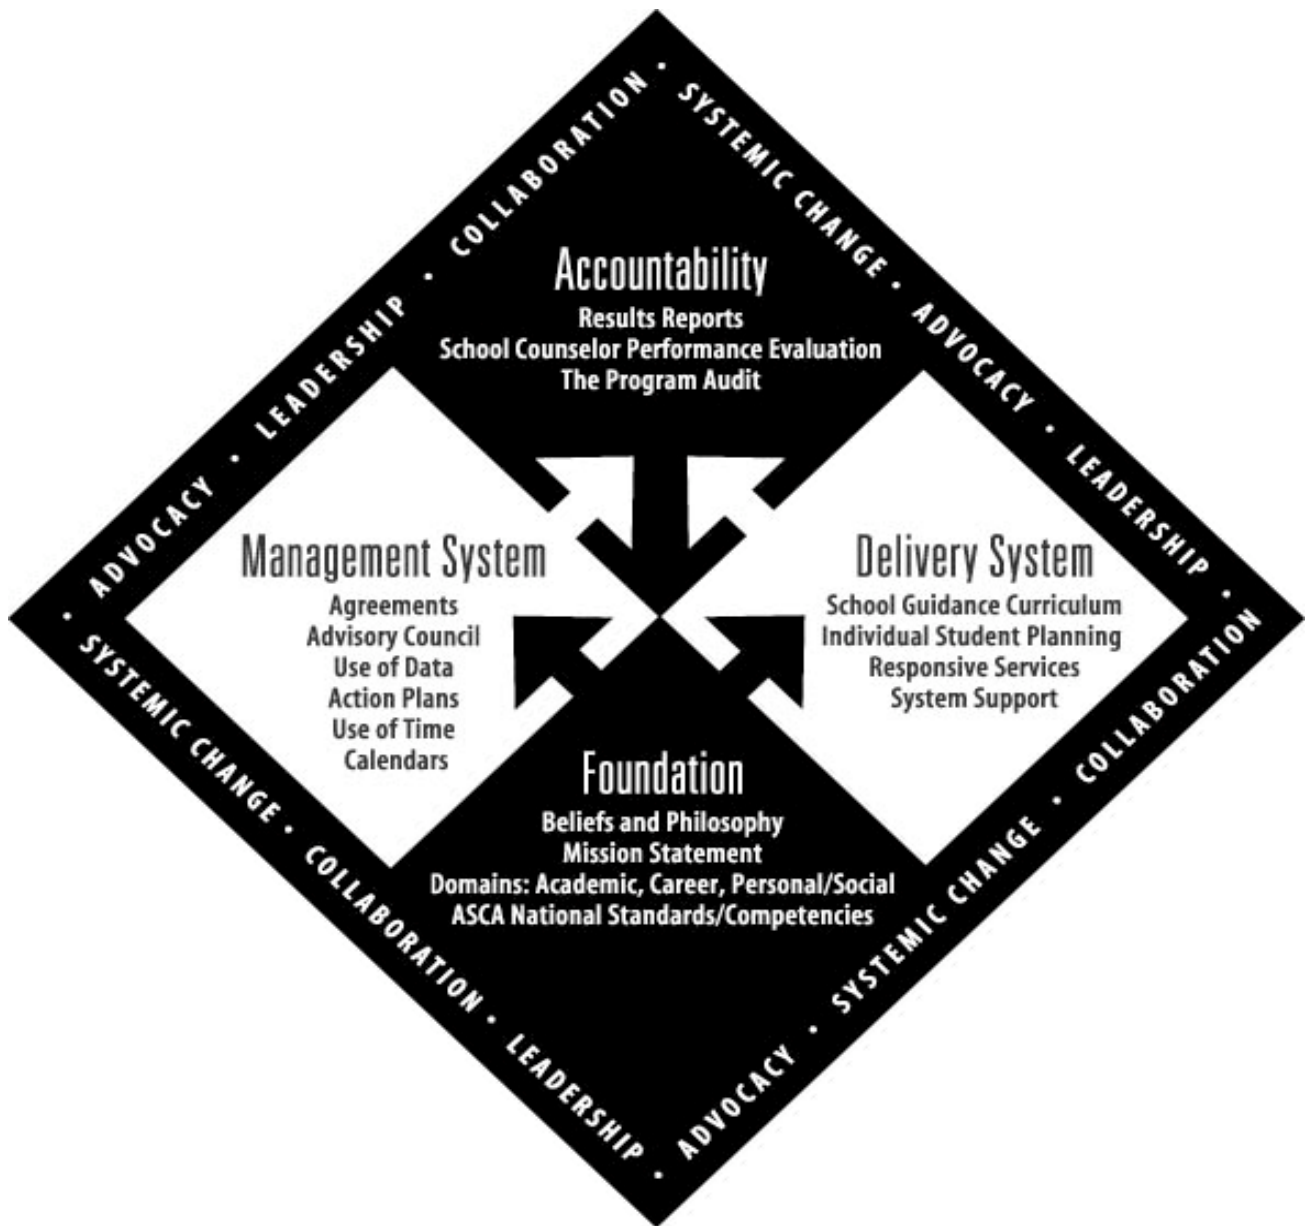 ADVOCACY • LEADERSHIP • COLLABORATION •
SYSTEMIC CHANGE • ADVOCACY • LEADERSHIP •
Accountability
Results Reports
School Counselor Performance Evaluation
The Program Audit
Management System
Agreements
Advisory Council
Use of Data
Action Plans
Use of Time
Calendars
Delivery System
School Guidance Curriculum
Individual Student Planning
Responsive Services
System Support
Foundation
Beliefs and Philosophy
Mission Statement
Domains: Academic, Career, Personal/Social
ASCA National Standards/Competencies
• SYSTEMIC CHANGE • COLLABORATION • LEADERSHIP •
ADVOCACY • SYSTEMIC CHANGE • COLLABORATION